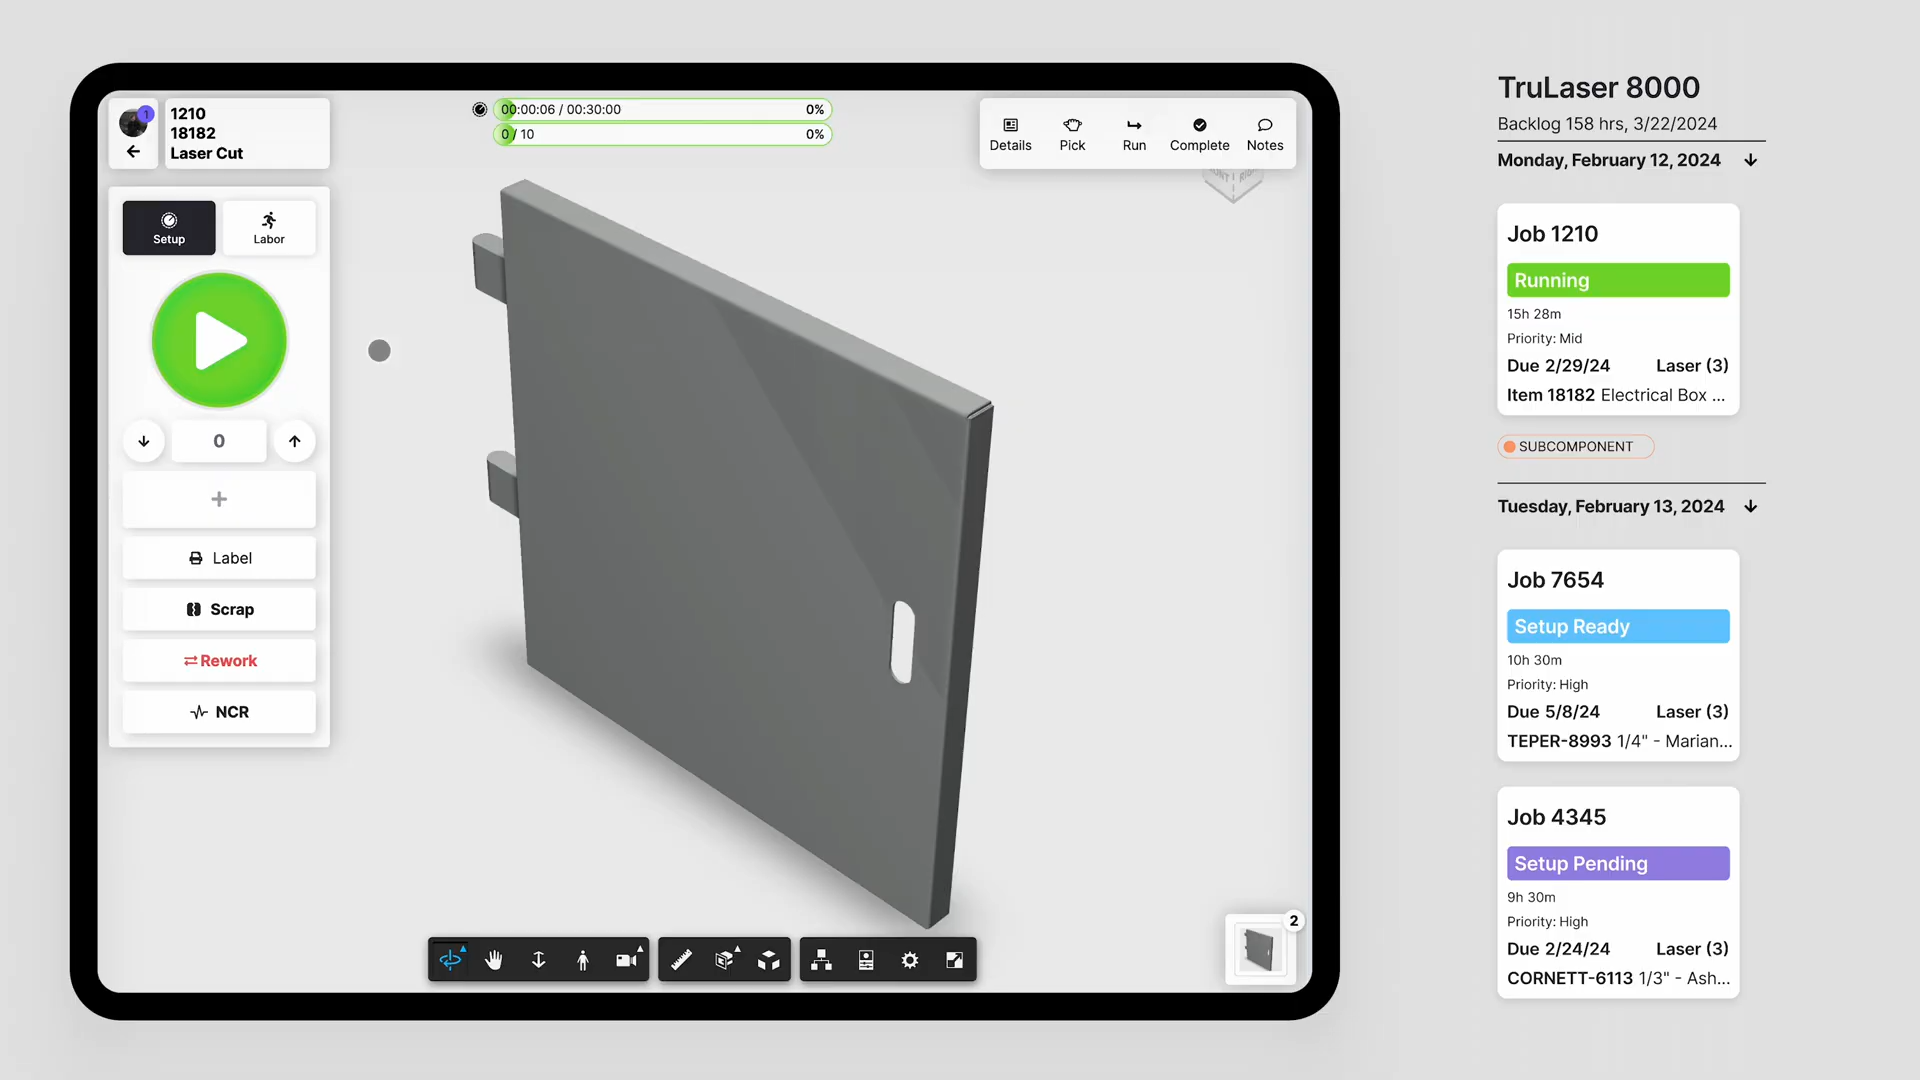 1
1210
18182
Laser Cut
00:00:06 / 00:30:00 0%
0 / 10 0%
Details Pick Run Complete Notes
Setup Labor
0
Label
Scrap
Rework
NCR
2
TruLaser 8000
Backlog 158 hrs, 3/22/2024
Monday, February 12, 2024
Job 1210
Running
15h 28m
Priority: Mid
Due 2/29/24 Laser (3)
Item 18182 Electrical Box ...
SUBCOMPONENT
Tuesday, February 13, 2024
Job 7654
Setup Ready
10h 30m
Priority: High
Due 5/8/24 Laser (3)
TEPER-8993 1/4" - Marian...
Job 4345
Setup Pending
9h 30m
Priority: High
Due 2/24/24 Laser (3)
CORNETT-6113 1/3" - Ash...